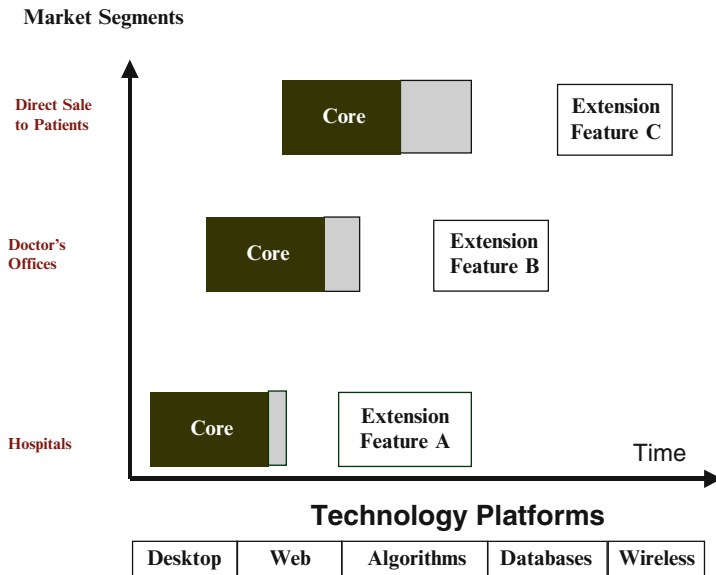 Market Segments
Direct Sale
to Patients
Core
Extension
Feature C
Doctor's
Offices
Core
Extension
Feature B
Hospitals
Core
Extension
Feature A
Time
Technology Platforms
Desktop Web Algorithms Databases Wireless